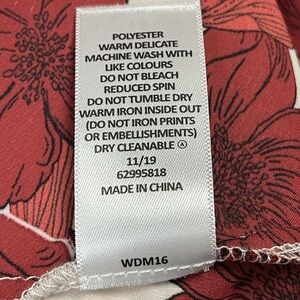 POLYESTER
WARM DELICATE
MACHINE WASH WITH
LIKE COLOURS
DO NOT BLEACH
REDUCED SPIN
DO NOT TUMBLE DRY
WARM IRON INSIDE OUT
(DO NOT IRON PRINTS
OR EMBELLISHMENTS)
DRY CLEANABLE Ⓐ
11/19
62995818
MADE IN CHINA
WDM16